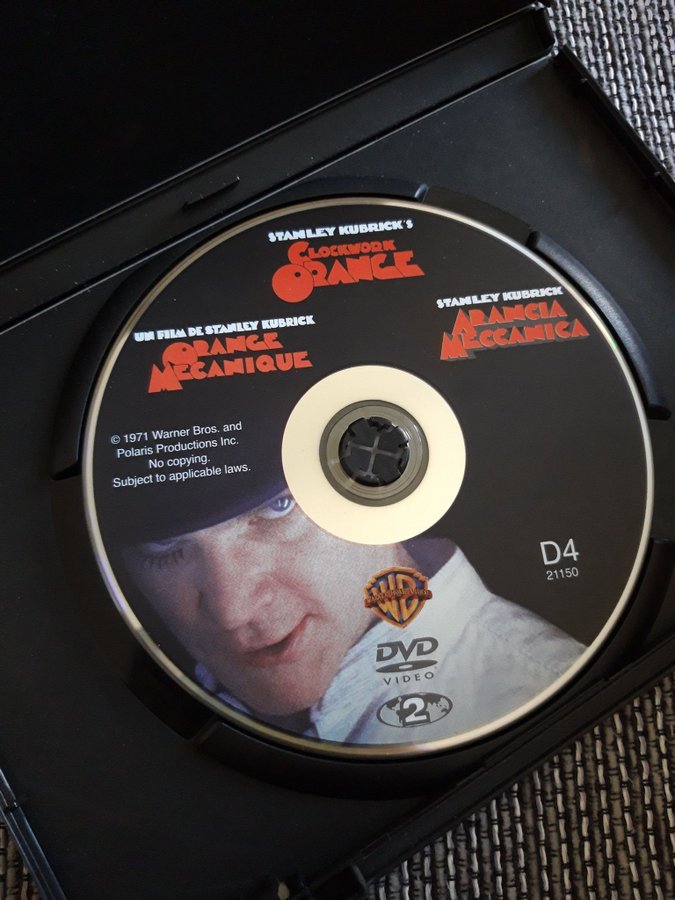 STANLEY KUBRICK'S
CLOCKWORK
ORANGE
UN FILM DE STANLEY KUBRICK
ORANGE
MECANIQUE
STANLEY KUBRICK
ARANCIA
MECCANICA
© 1971 Warner Bros. and
Polaris Productions Inc.
No copying.
Subject to applicable laws.
D4
21150
WB
DVD
VIDEO
2